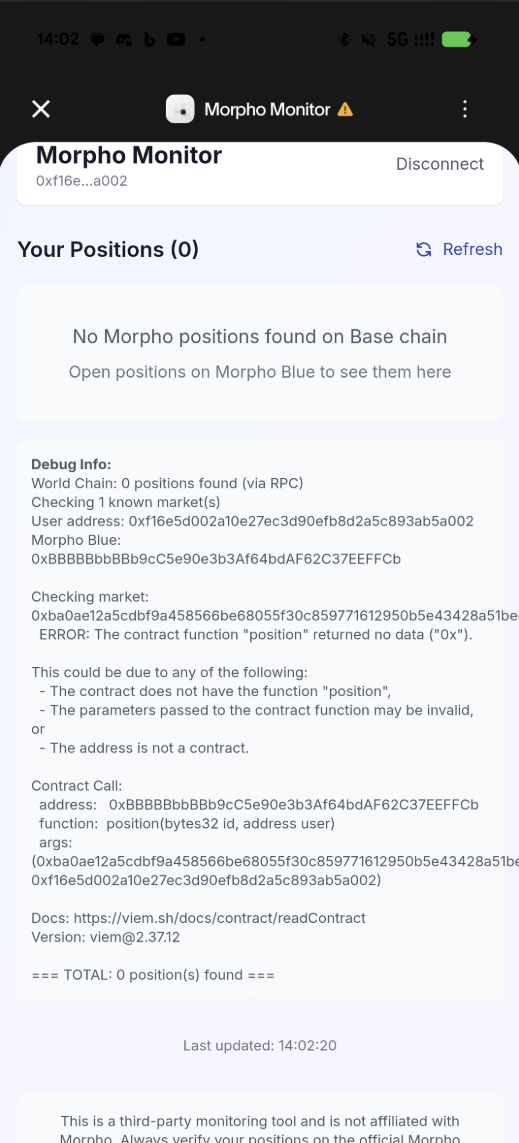 14:02
5G
Morpho Monitor
Morpho Monitor
0xf16e...a002
Disconnect
Your Positions (0)
Refresh
No Morpho positions found on Base chain
Open positions on Morpho Blue to see them here
Debug Info:
World Chain: 0 positions found (via RPC)
Checking 1 known market(s)
User address: 0xf16e5d002a10e27ec3d90efb8d2a5c893ab5a002
Morpho Blue:
0xBBBBBbbBBb9cC5e90e3b3Af64bdAF62C37EEFFCb
Checking market:
0xba0ae12a5cdbf9a458566be68055f30c859771612950b5e43428a51be
ERROR: The contract function "position" returned no data ("0x").
This could be due to any of the following:
- The contract does not have the function "position",
- The parameters passed to the contract function may be invalid,
or
- The address is not a contract.
Contract Call:
address:   0xBBBBBbbBBb9cC5e90e3b3Af64bdAF62C37EEFFCb
function:  position(bytes32 id, address user)
args:
(0xba0ae12a5cdbf9a458566be68055f30c859771612950b5e43428a51be
0xf16e5d002a10e27ec3d90efb8d2a5c893ab5a002)
Docs: https://viem.sh/docs/contract/readContract
Version: viem@2.37.12
=== TOTAL: 0 position(s) found ===
Last updated: 14:02:20
This is a third-party monitoring tool and is not affiliated with
Morpho. Always verify your positions on the official Morpho